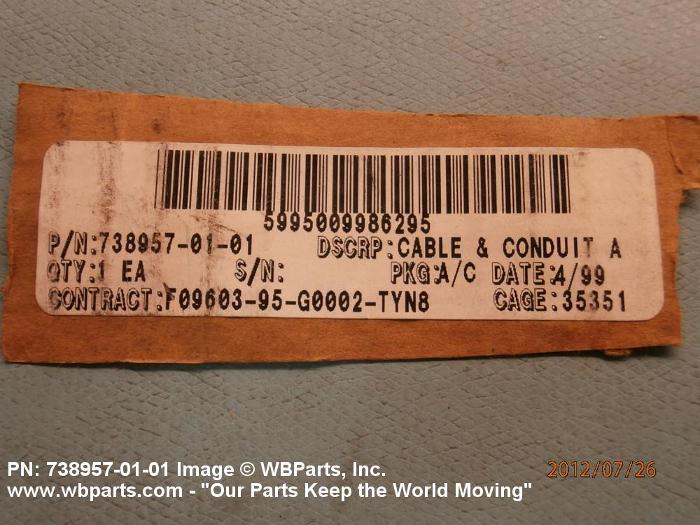 5995009986295
P/N:738957-01-01 DSCRP:CABLE & CONDUIT A
QTY:1 EA S/N: PKG:A/C DATE:4/99
CONTRACT:F09603-95-G0002-TYN8 CAGE:35351
PN: 738957-01-01 Image © WBParts, Inc. 2012/07/26
www.wbparts.com - "Our Parts Keep the World Moving"